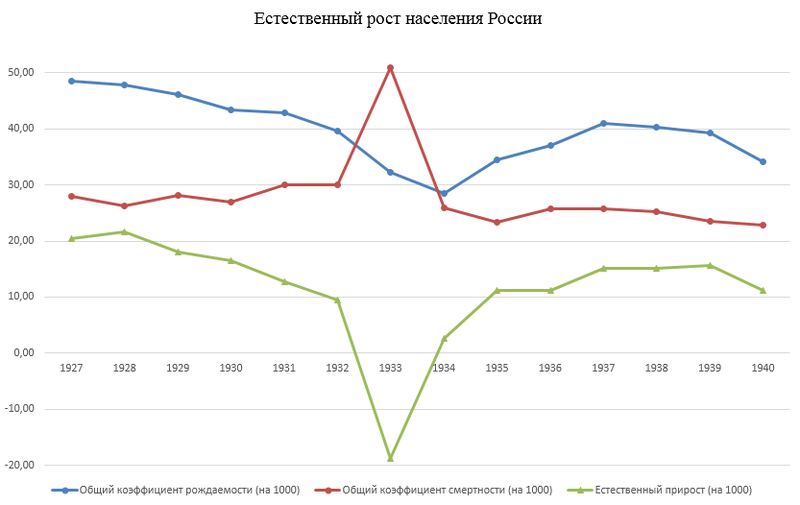 Естественный рост населения России
50,00
40,00
30,00
20,00
10,00
0,00
1927 1928 1929 1930 1931 1932 1933 1934 1935 1936 1937 1938 1939 1940
-10,00
-20,00
Общий коэффициент рождаемости (на 1000) Общий коэффициент смертности (на 1000) Естественный прирост (на 1000)